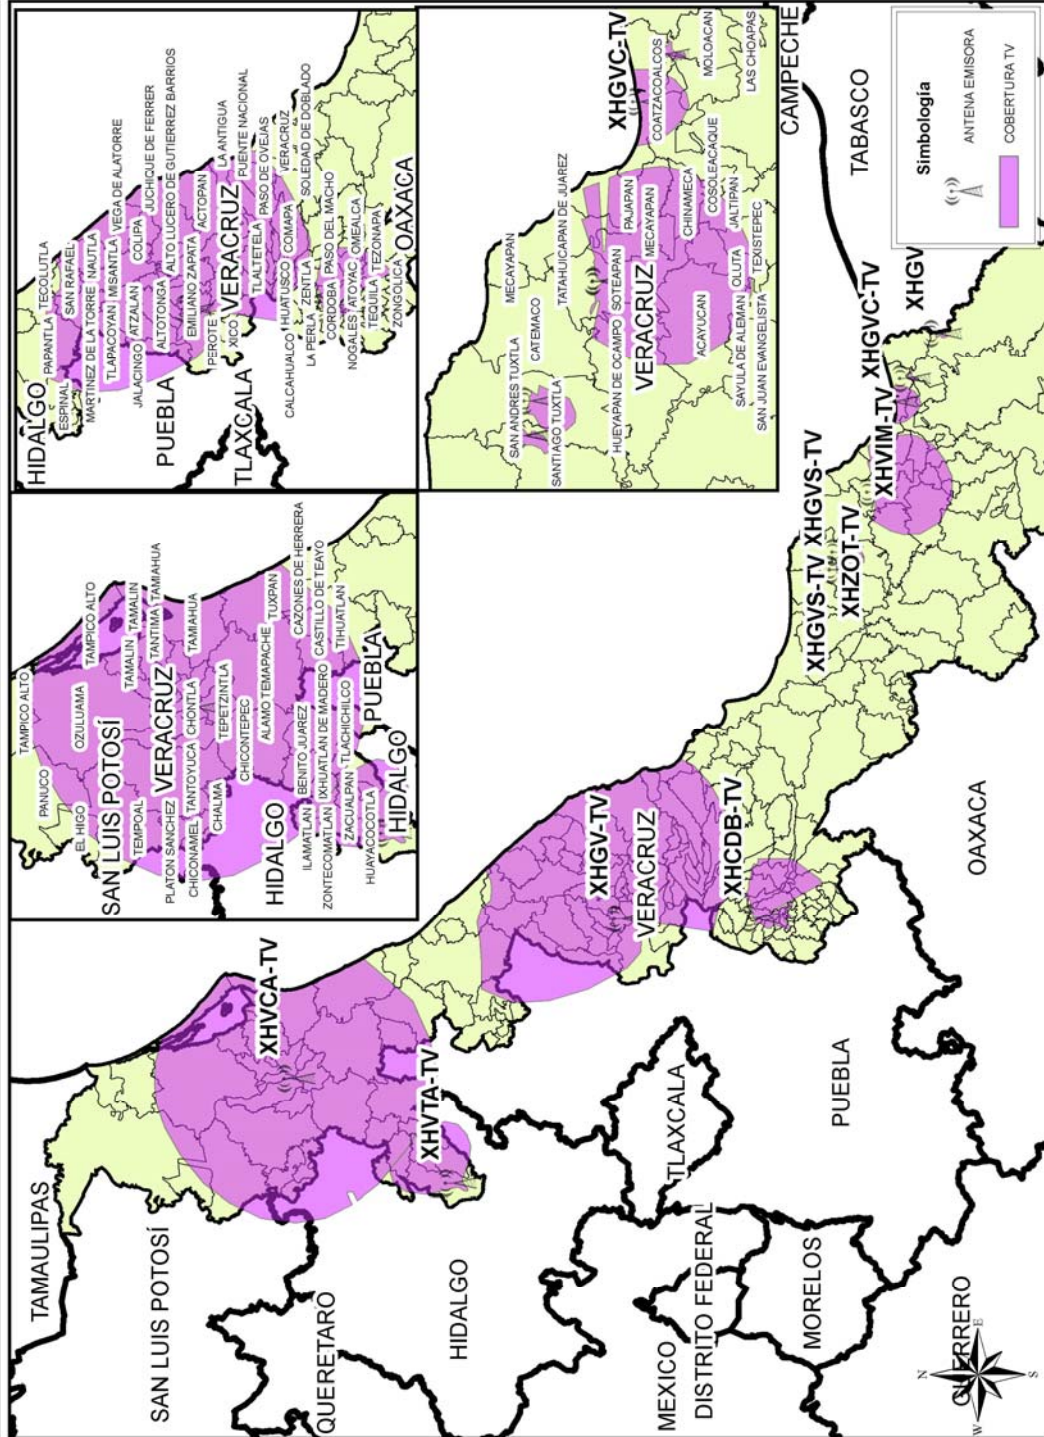 TAMAULIPAS
SAN LUIS POTOSÍ
QUERETARO
HIDALGO
MEXICO
DISTRITO FEDERAL
MORELOS
TLAXCALA
PUEBLA
GUERRERO
OAXACA
TABASCO
CAMPECHE
VERACRUZ
XHVCA-TV
XHVTA-TV
XHGV-TV
XHCDB-TV
XHGVS-TV
XHGVS-TV
XHZOT-TV
XHVIM-TV
XHGVC-TV
XHGV
N
E
S
W
TAMPICO ALTO
PANUCO
OZULUAMA
TAMPICO ALTO
EL HIGO
SAN LUIS POTOSÍ
TAMALIN
TAMALIN
TEMPOAL
VERACRUZ
TANTIMA
TAMIAHUA
PLATON SANCHEZ
CHICONAMEL
TANTOYUCA
CHONTLA
TAMIAHUA
CHALMA
TEPETZINTLA
CHICONTEPEC
ALAMO TEMAPACHE
TUXPAN
HIDALGO
BENITO JUAREZ
CAZONES DE HERRERA
ILAMATLAN
IXHUATLAN DE MADERO
CASTILLO DE TEAYO
ZONTECOMATLAN
ZACUALPAN
TLACHICHILCO
TIHUATLAN
HUAYACOCOTLA
PUEBLA
HIDALGO
HIDALGO
PAPANTLA
TECOLUTLA
ESPINAL
SAN RAFAEL
MARTINEZ DE LA TORRE
NAUTLA
TLAPACOYAN
MISANTLA
VEGA DE ALATORRE
JALACINGO
ATZALAN
COLIPA
JUCHIQUE DE FERRER
PUEBLA
ALTOTONGA
ALTO LUCERO DE GUTIERREZ BARRIOS
EMILIANO ZAPATA
ACTOPAN
PEROTE
LA ANTIGUA
XICO
VERACRUZ
PUENTE NACIONAL
TLAXCALA
TLALTETELA
PASO DE OVEJAS
CALCAHUALCO
HUATUSCO
COMAPA
VERACRUZ
LA PERLA
ZENTLA
SOLEDAD DE DOBLADO
CORDOBA
PASO DEL MACHO
NOGALES
ATOYAC
OMEALCA
TEQUILA
TEZONAPA
ZONGOLICA
OAXACA
SAN ANDRES TUXTLA
MECAYAPAN
CATEMACO
SANTIAGO TUXTLA
TATAHUICAPAN DE JUAREZ
XHGVC-TV
HUEYAPAN DE OCAMPO
SOTEAPAN
PAJAPAN
COATZACOALCOS
VERACRUZ
MECAYAPAN
CHINAMECA
MOLOACAN
ACAYUCAN
COSOLEACAQUE
SAYULA DE ALEMAN
OLUTA
JALTIPAN
SAN JUAN EVANGELISTA
TEXISTEPEC
LAS CHOAPAS
Simbología
ANTENA EMISORA
COBERTURA TV